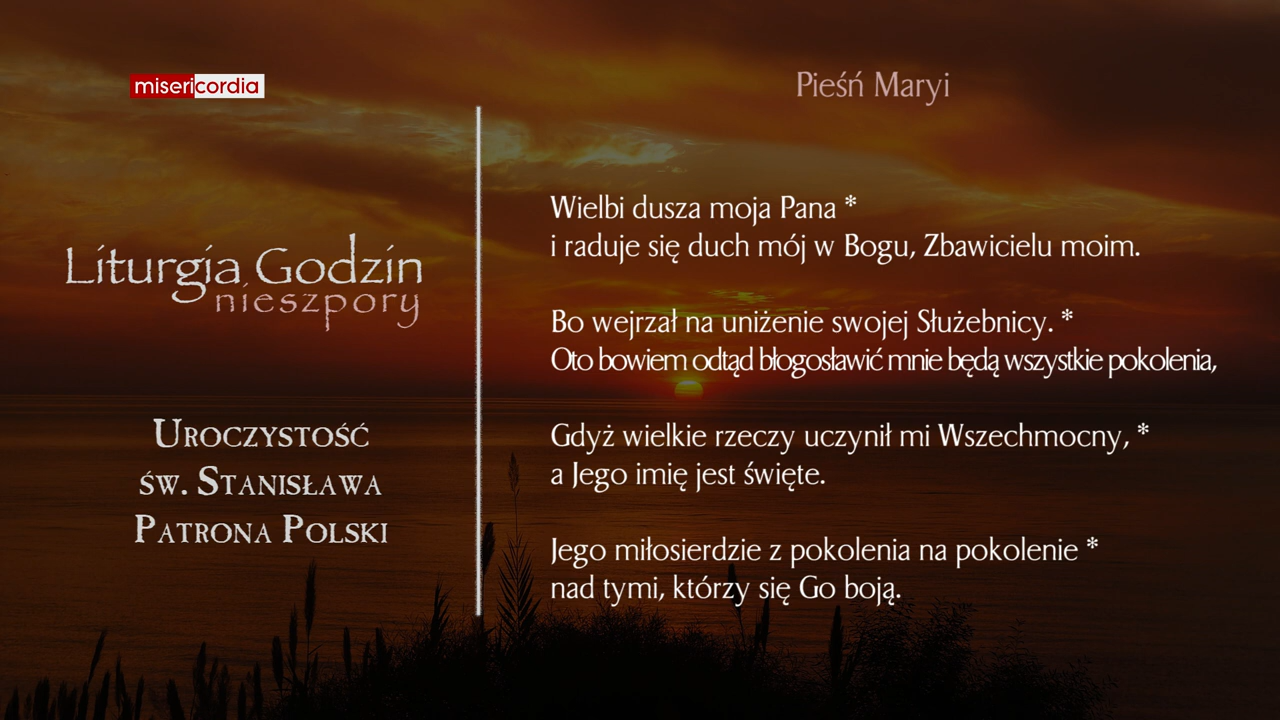 misericordia
Liturgia Godzin
nieszpory
Uroczystość
św. Stanisława
Patrona Polski
Pieśń Maryi
Wielbi dusza moja Pana *
i raduje się duch mój w Bogu, Zbawicielu moim.
Bo wejrzał na uniżenie swojej Służebnicy. *
Oto bowiem odtąd błogosławić mnie będą wszystkie pokolenia,
Gdyż wielkie rzeczy uczynił mi Wszechmocny, *
a Jego imię jest święte.
Jego miłosierdzie z pokolenia na pokolenie *
nad tymi, którzy się Go boją.